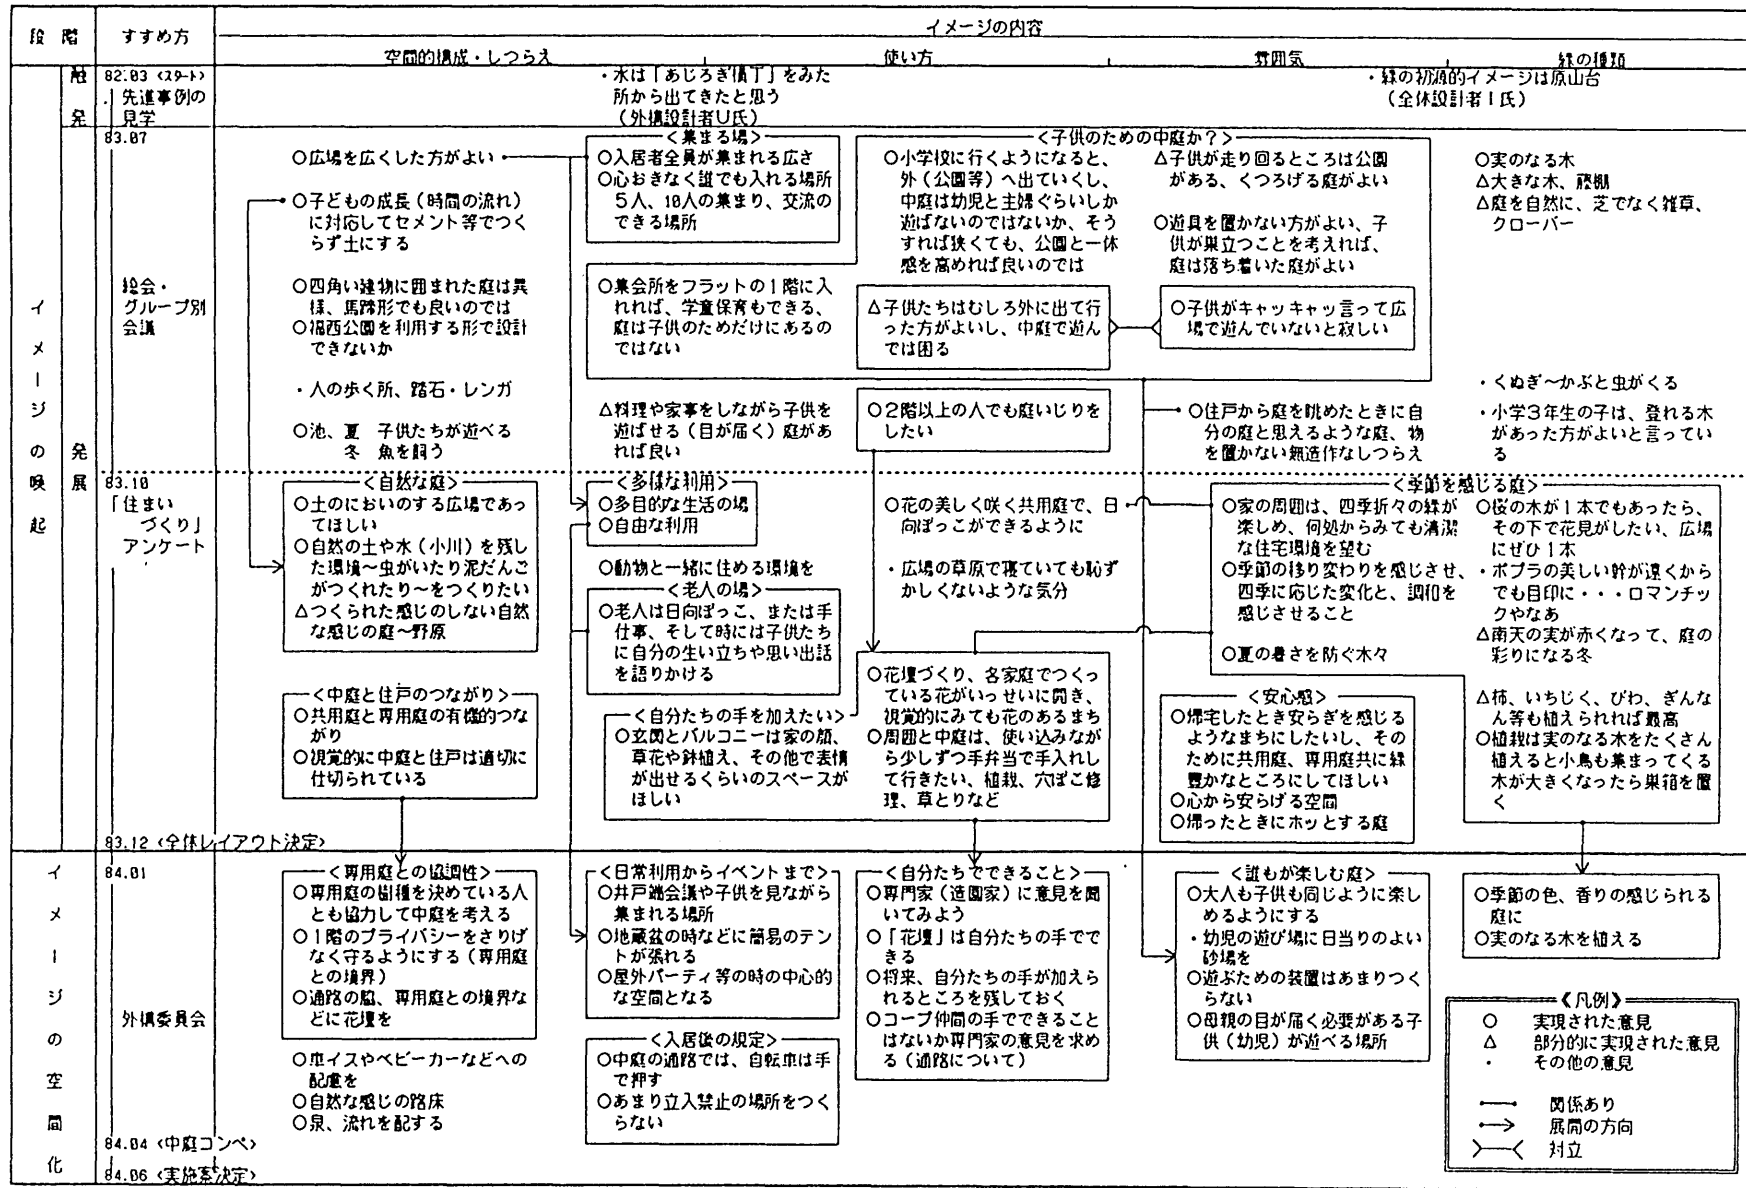 段階
すすめ方
イメージの内容
空間的構成・しつらえ
使い方
雰囲気
緑の種類
イメージの喚起
触発
82.03 <スタート>
先進事例の
見学
・水は「あじろぎ横丁」をみた
所から出てきたと思う
(外構設計者U氏)
・緑の初源的イメージは原山台
(全体設計者I氏)
発展
83.07
総会・
グループ別
会議
○広場を広くした方がよい
○子どもの成長(時間の流れ)
に対応してセメント等でつく
らず土にする
○四角い建物に囲まれた庭は異
様、馬蹄形でも良いのでは
○福西公園を利用する形で設計
できないか
・人の歩く所、踏石・レンガ
○池、夏 子供たちが遊べる
冬 魚を飼う
<集まる場>
○入居者全員が集まれる広さ
○心おきなく誰でも入れる場所
5人、10人の集まり、交流の
できる場所
○集会所をフラットの1階に入
れれば、学童保育もできる、
庭は子供のためだけにあるの
ではない
△料理や家事をしながら子供を
遊ばせる(目が届く)庭があ
れば良い
<子供のための中庭か?>
○小学校に行くようになると、
外(公園等)へ出ていくし、
中庭は幼児と主婦ぐらいしか
遊ばないのではないか、そう
すれば狭くても、公園と一体
感を高めれば良いのでは
△子供たちはむしろ外に出て行
った方がよいし、中庭で遊ん
では困る
○2階以上の人でも庭いじりを
したい
△子供が走り回るところは公園
がある、くつろげる庭がよい
○遊具を置かない方がよい、子
供が巣立つことを考えれば、
庭は落ち着いた庭がよい
○子供がキャッキャッ言って広
場で遊んでいないと寂しい
○住戸から庭を眺めたときに自
分の庭と思えるような庭、物
を置かない無造作なしつらえ
○実のなる木
△大きな木、藤棚
△庭を自然に、芝でなく雑草、
クローバー
・くぬぎ〜かぶと虫がくる
・小学3年生の子は、登れる木
があった方がよいと言ってい
る
83.10
「住まい
づくり」
アンケート
<自然な庭>
○土のにおいのする広場であっ
てほしい
○自然の土や水(小川)を残し
た環境〜虫がいたり泥だんご
がつくれたり〜をつくりたい
△つくられた感じのしない自然
な感じの庭〜野原
<中庭と住戸のつながり>
○共用庭と専用庭の有機的つな
がり
○視覚的に中庭と住戸は適切に
仕切られている
<多様な利用>
○多目的な生活の場
○自由な利用
○動物と一緒に住める環境を
<老人の場>
○老人は日向ぼっこ、または手
仕事、そして時には子供たち
に自分の生い立ちや思い出話
を語りかける
<自分たちの手を加えたい>
○玄関とバルコニーは家の顔、
草花や鉢植え、その他で表情
が出せるくらいのスペースが
ほしい
○花の美しく咲く共用庭で、日
向ぼっこができるように
・広場の草原で寝ていても恥ず
かしくないような気分
○花壇づくり、各家庭でつくっ
ている花がいっせいに開き、
視覚的にみても花のあるまち
○周囲と中庭は、使い込みなが
ら少しずつ手弁当で手入れし
て行きたい、植栽、穴ぼこ修
理、草とりなど
<季節を感じる庭>
○家の周囲は、四季折々の緑が
楽しめ、何処からみても清潔
な住宅環境を望む
○季節の移り変わりを感じさせ、
四季に応じた変化と、調和を
感じさせること
○夏の暑さを防ぐ木々
<安心感>
○帰宅したとき安らぎを感じる
ようなまちにしたいし、その
ために共用庭、専用庭共に緑
豊かなところにしてほしい
○心から安らげる空間
○帰ったときにホッとする庭
○桜の木が1本でもあったら、
その下で花見がしたい、広場
にぜひ1本
・ポプラの美しい幹が遠くから
でも目印に・・・ロマンチッ
クやなあ
△南天の実が赤くなって、庭の
彩りになる冬
△柿、いちじく、びわ、ぎんな
ん等も植えられれば最高
○植栽は実のなる木をたくさん
植えると小鳥も集まってくる
木が大きくなったら巣箱を置
く
83.12 <全体レイアウト決定>
イメージの空間化
84.01
外構委員会
<専用庭との協調性>
○専用庭の樹種を決めている人
とも協力して中庭を考える
○1階のプライバシーをさりげ
なく守るようにする(専用庭
との境界)
○通路の脇、専用庭との境界な
どに花壇を
○車イスやベビーカーなどへの
配慮を
○自然な感じの路床
○泉、流れを配する
<日常利用からイベントまで>
○井戸端会議や子供を見ながら
集まれる場所
○地蔵盆の時などに簡易のテン
トが張れる
○屋外パーティ等の時の中心的
な空間となる
<入居後の規定>
○中庭の通路では、自転車は手
で押す
○あまり立入禁止の場所をつく
らない
<自分たちでできること>
○専門家(造園家)に意見を聞
いてみよう
○「花壇」は自分たちの手でで
きる
○将来、自分たちの手が加えら
れるところを残しておく
○コープ仲間の手でできること
はないか専門家の意見を求め
る(通路について)
<誰もが楽しむ庭>
○大人も子供も同じように楽し
めるようにする
・幼児の遊び場に日当りのよい
砂場を
○遊ぶための装置はあまりつく
らない
○母親の目が届く必要がある子
供(幼児)が遊べる場所
○季節の色、香りの感じられる
庭に
○実のなる木を植える
《凡例》
○ 実現された意見
△ 部分的に実現された意見
・ その他の意見
関係あり
展開の方向
対立
84.04 <中庭コンペ>
84.06 <実施案決定>